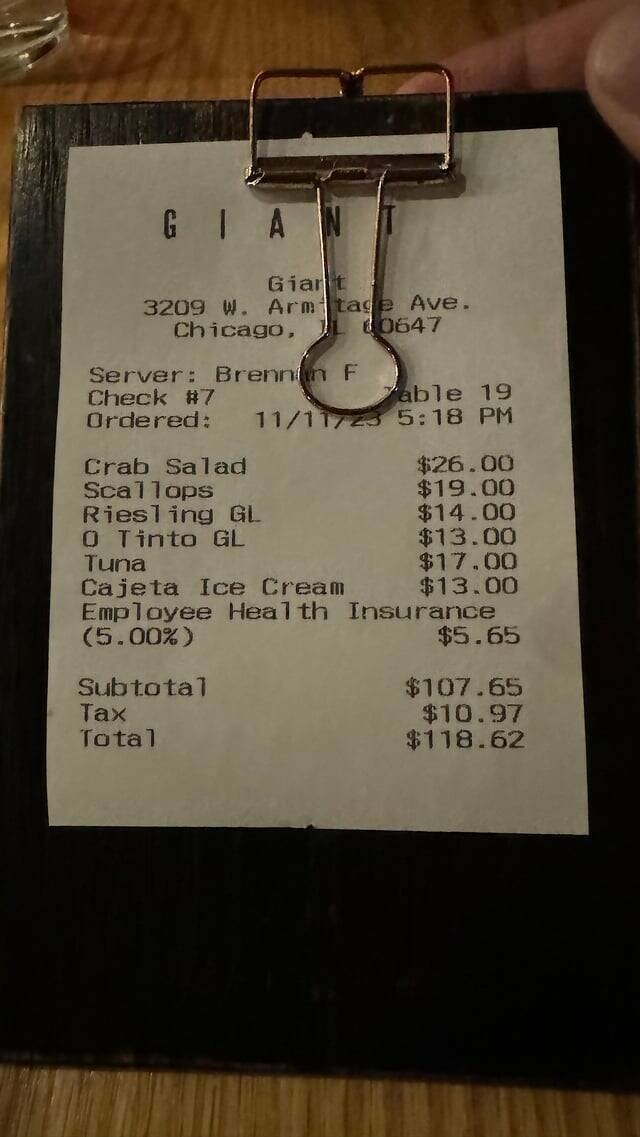 GIANT
Giant
3209 W. Armitage Ave.
Chicago, IL 60647
Server: Brennan F
Check #7 Table 19
Ordered: 11/11/23 5:18 PM
Crab Salad $26.00
Scallops $19.00
Riesling GL $14.00
O Tinto GL $13.00
Tuna $17.00
Cajeta Ice Cream $13.00
Employee Health Insurance
(5.00%) $5.65
Subtotal $107.65
Tax $10.97
Total $118.62